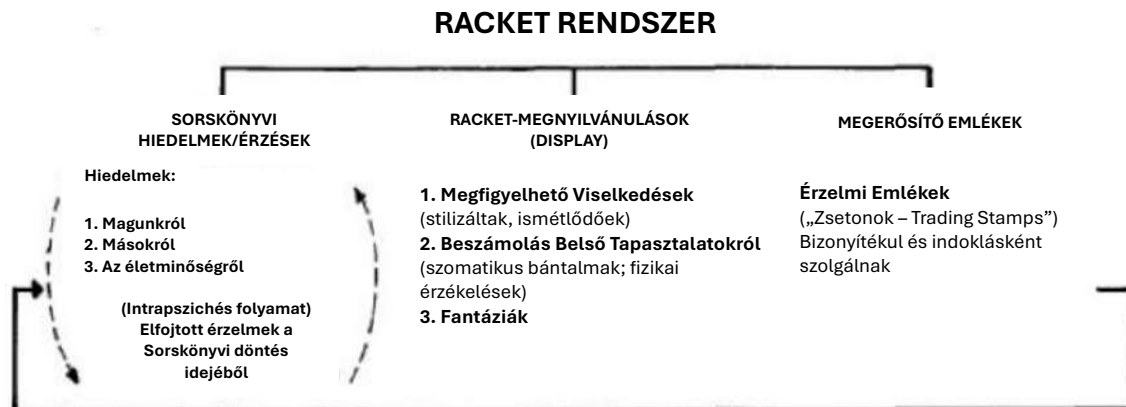 RACKET RENDSZER
SORSKÖNYVI
HIEDELMEK/ÉRZÉSEK
Hiedelmek:
1. Magunkról
2. Másokról
3. Az életminőségről
(Intrapszichés folyamat)
Elfojtott érzelmek a
Sorskönyvi döntés
idejéből
RACKET-MEGNYILVÁNULÁSOK
(DISPLAY)
1. Megfigyelhető Viselkedések
(stilizáltak, ismétlődőek)
2. Beszámolás Belső Tapasztalatokról
(szomatikus bántalmak; fizikai
érzékelések)
3. Fantáziák
MEGERŐSÍTŐ EMLÉKEK
Érzelmi Emlékek
(„Zsetonok – Trading Stamps”)
Bizonyítékul és indoklásként
szolgálnak